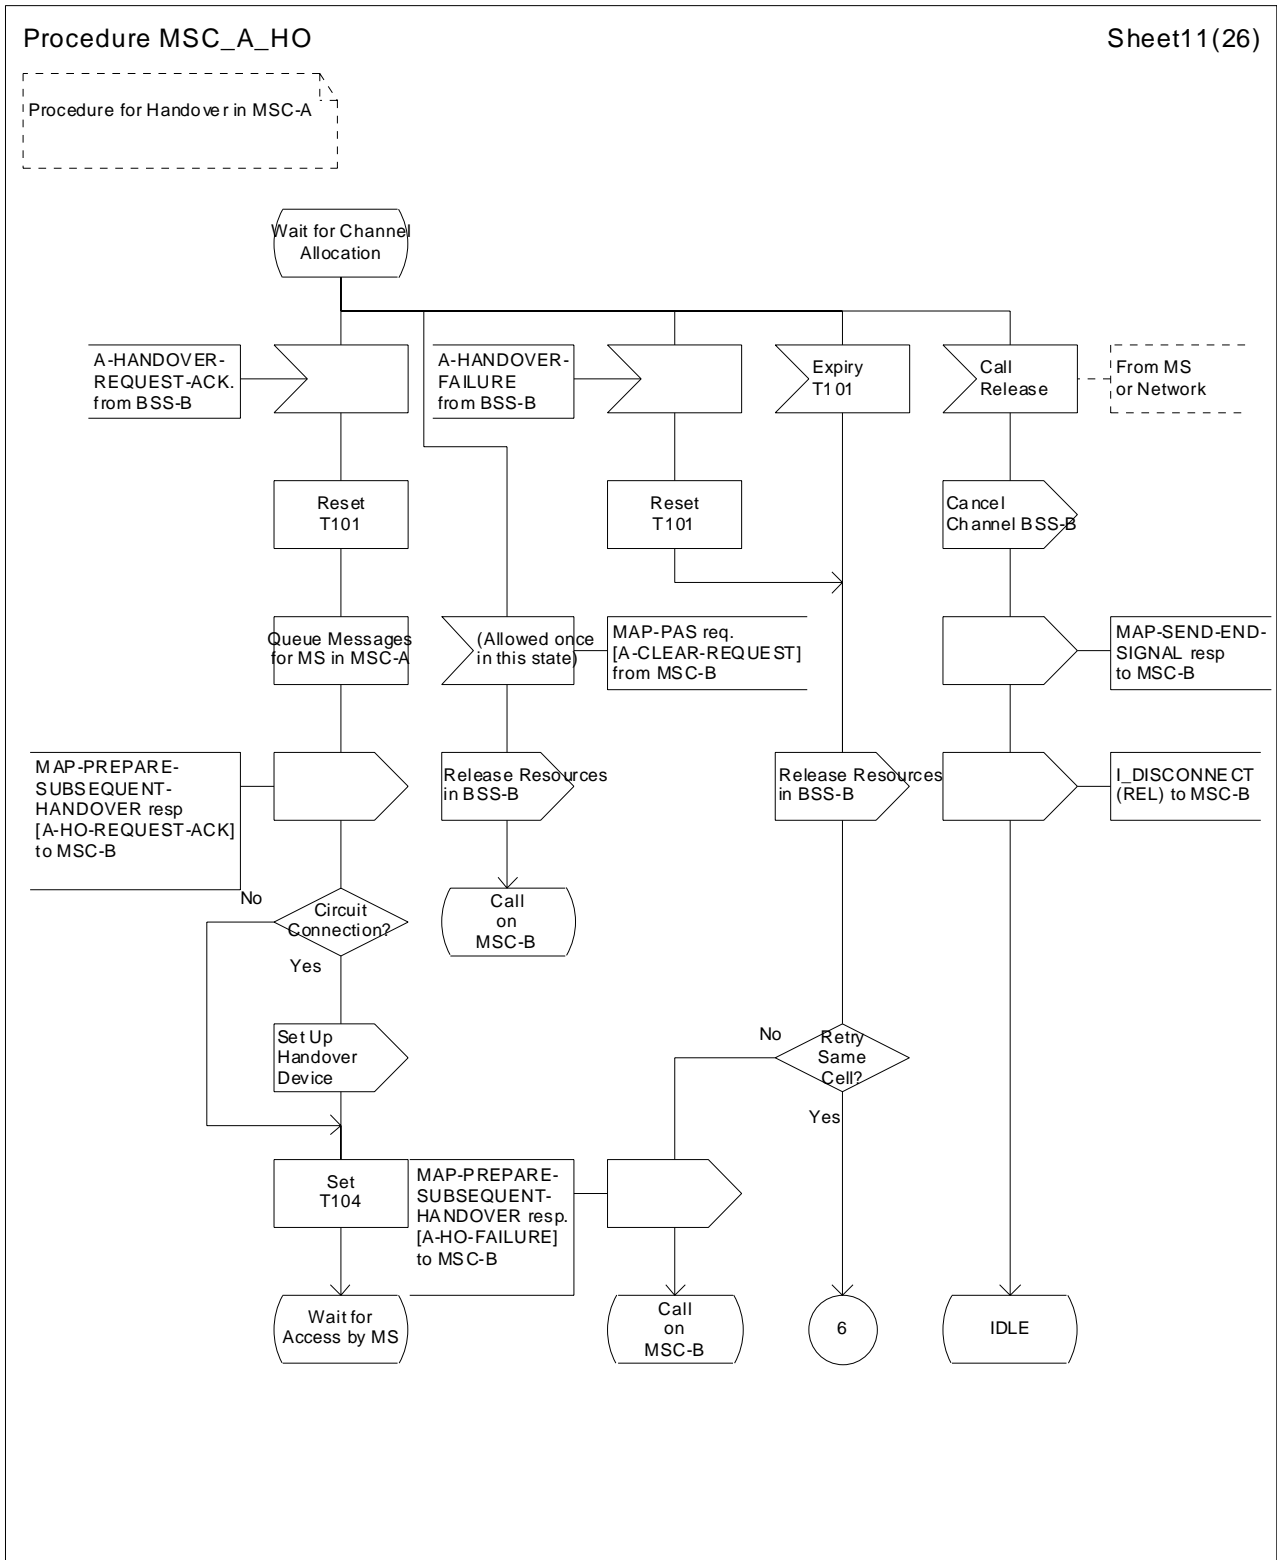 Procedure MSC_A_HO
Sheet11(26)
Procedure for Handover in MSC-A
Wait for Channel
Allocation
A-HANDOVER-
REQUEST-ACK.
from BSS-B
A-HANDOVER-
FAILURE
from BSS-B
Expiry
T101
Call
Release
From MS
or Network
Reset
T101
Reset
T101
Cancel
Channel BSS-B
Queue Messages
for MS in MSC-A
(Allowed once
in this state)
MAP-PAS req.
[A-CLEAR-REQUEST]
from MSC-B
MAP-SEND-END-
SIGNAL resp
to MSC-B
MAP-PREPARE-
SUBSEQUENT-
HANDOVER resp
[A-HO-REQUEST-ACK]
to MSC-B
Release Resources
in BSS-B
Release Resources
in BSS-B
I_DISCONNECT
(REL) to MSC-B
No
Circuit
Connection?
Yes
Call
on
MSC-B
Set Up
Handover
Device
No
Retry
Same
Cell?
Yes
Set
T104
MAP-PREPARE-
SUBSEQUENT-
HANDOVER resp.
[A-HO-FAILURE]
to MSC-B
Wait for
Access by MS
Call
on
MSC-B
6
IDLE